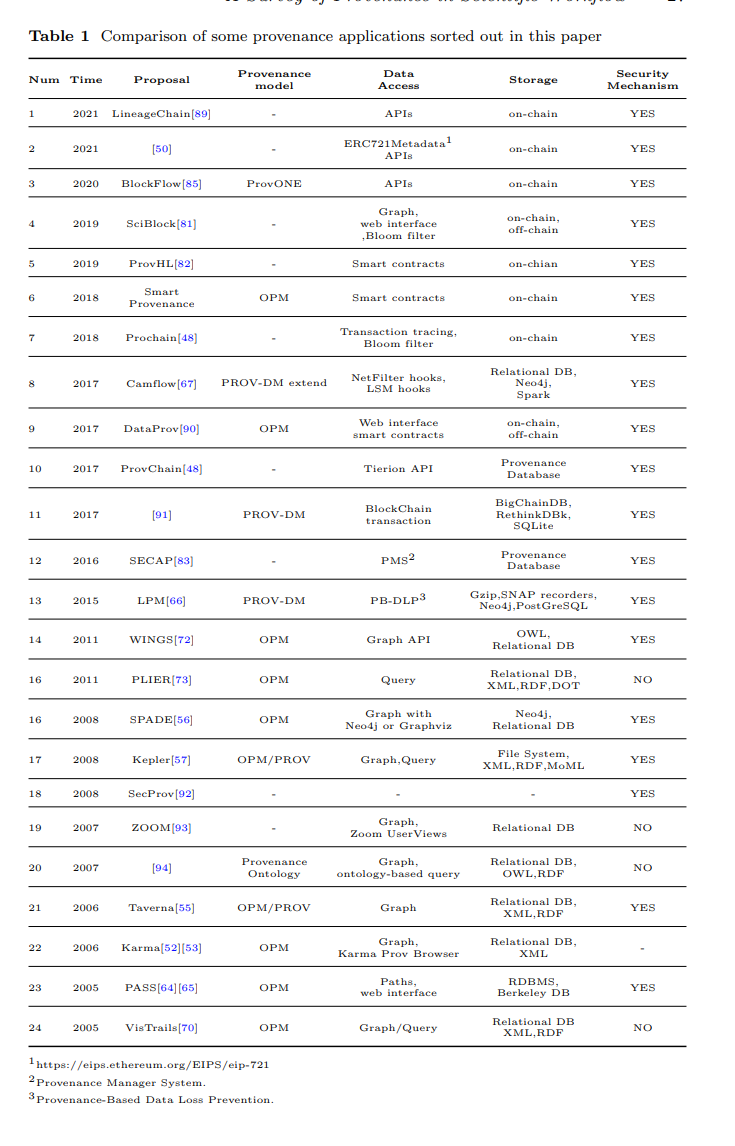 Table 1 Comparison of some provenance applications sorted out in this paper
Num Time Proposal Provenance model Data Access Storage Security Mechanism
1 2021 LineageChain[89] - APIs on-chain YES
2 2021 [50] - ERC721Metadata1 APIs on-chain YES
3 2020 BlockFlow[85] ProvONE APIs on-chain YES
4 2019 SciBlock[81] - Graph, web interface ,Bloom filter on-chain, off-chain YES
5 2019 ProvHL[82] - Smart contracts on-chian YES
6 2018 Smart Provenance OPM Smart contracts on-chain YES
7 2018 Prochain[48] - Transaction tracing, Bloom filter on-chain YES
8 2017 Camflow[67] PROV-DM extend NetFilter hooks, LSM hooks Relational DB, Neo4j, Spark YES
9 2017 DataProv[90] OPM Web interface smart contracts on-chain, off-chain YES
10 2017 ProvChain[48] - Tierion API Provenance Database YES
11 2017 [91] PROV-DM BlockChain transaction BigChainDB, RethinkDBk, SQLite YES
12 2016 SECAP[83] - PMS2 Provenance Database YES
13 2015 LPM[66] PROV-DM PB-DLP3 Gzip,SNAP recorders, Neo4j,PostGreSQL YES
14 2011 WINGS[72] OPM Graph API OWL, Relational DB YES
16 2011 PLIER[73] OPM Query Relational DB, XML,RDF,DOT NO
16 2008 SPADE[56] OPM Graph with Neo4j or Graphviz Neo4j, Relational DB YES
17 2008 Kepler[57] OPM/PROV Graph,Query File System, XML,RDF,MoML YES
18 2008 SecProv[92] - - - YES
19 2007 ZOOM[93] - Graph, Zoom UserViews Relational DB NO
20 2007 [94] Provenance Ontology Graph, ontology-based query Relational DB, OWL,RDF NO
21 2006 Taverna[55] OPM/PROV Graph Relational DB, XML,RDF YES
22 2006 Karma[52][53] OPM Graph, Karma Prov Browser Relational DB, XML -
23 2005 PASS[64][65] OPM Paths, web interface RDBMS, Berkeley DB YES
24 2005 VisTrails[70] OPM Graph/Query Relational DB XML,RDF NO
1https://eips.ethereum.org/EIPS/eip-721
2Provenance Manager System.
3Provenance-Based Data Loss Prevention.